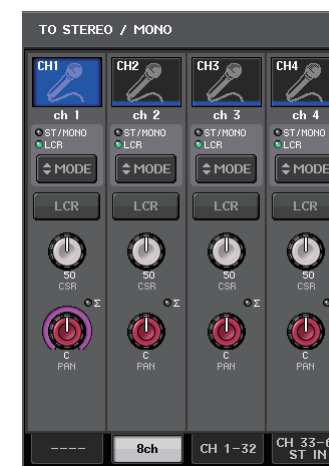 TO STEREO / MONO
CH1 CH2 CH3 CH4
ch 1 ch 2 ch 3 ch 4
ST/MONO ST/MONO ST/MONO ST/MONO
LCR LCR LCR LCR
MODE MODE MODE MODE
LCR LCR LCR LCR
50 50 50 50
CSR CSR CSR CSR
Σ Σ Σ
C C C C
PAN PAN PAN PAN
---- 8ch CH 1-32 CH 33-
ST IN